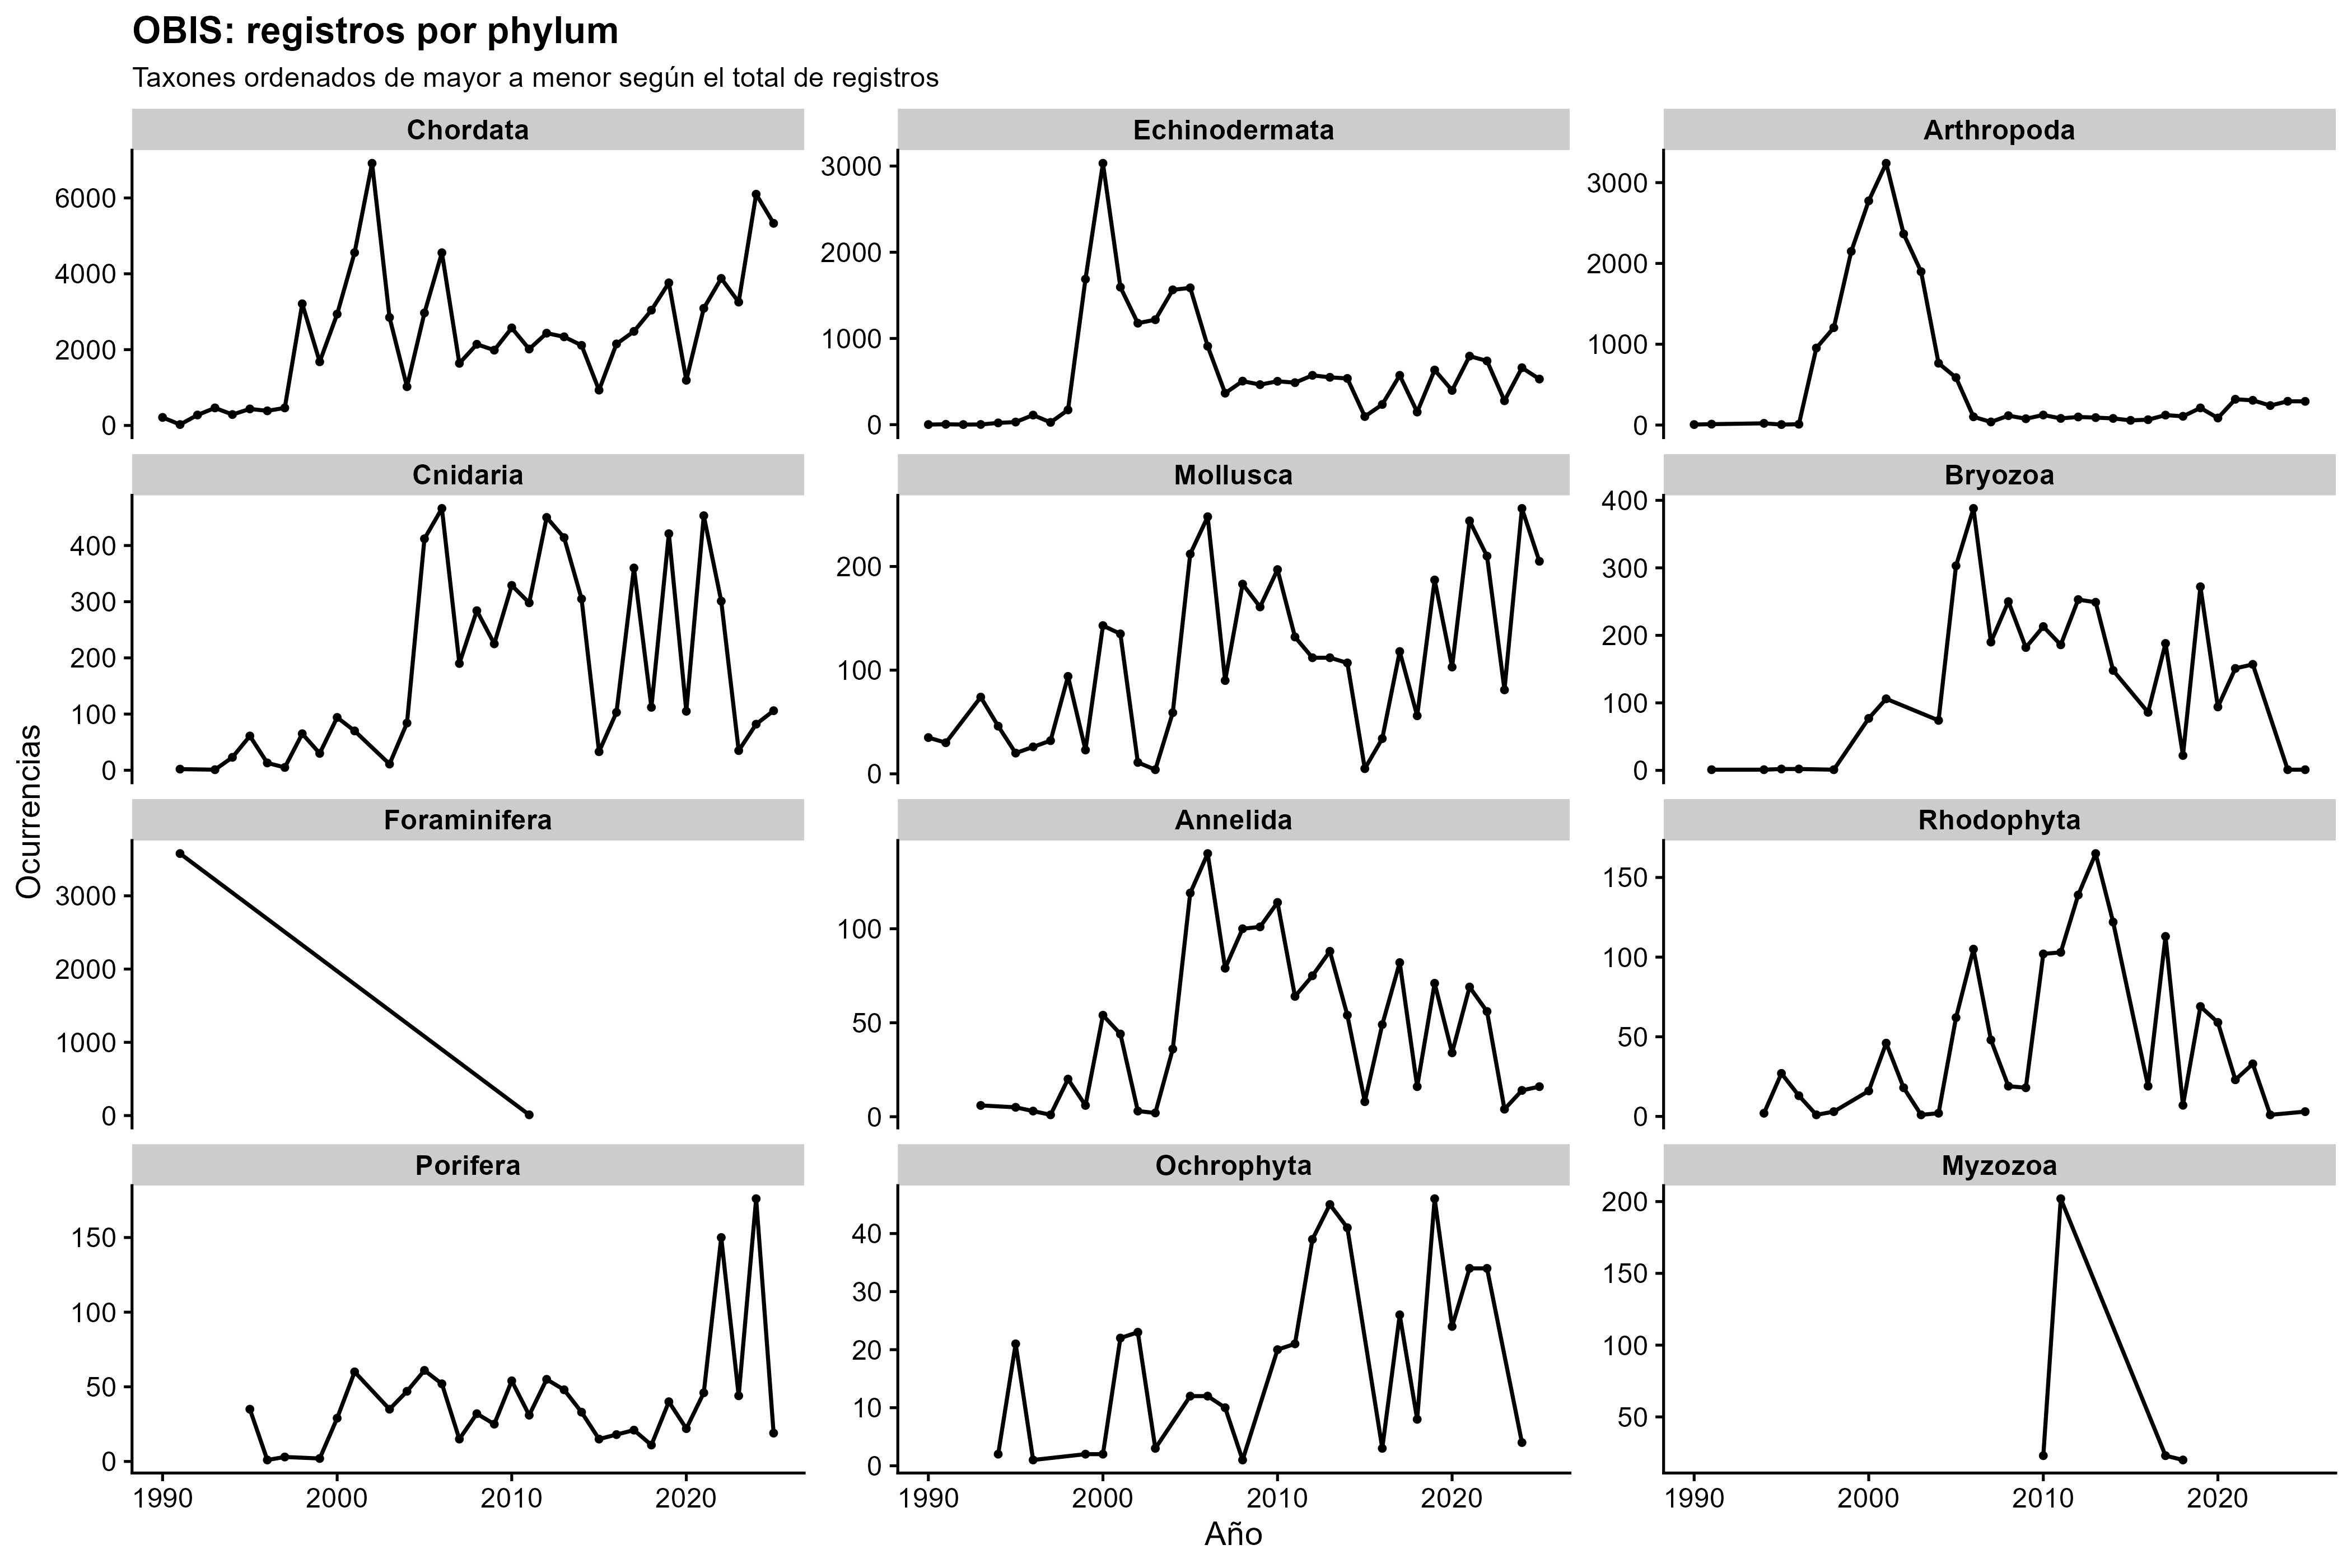 OBIS: registros por phylum
Taxones ordenados de mayor a menor según el total de registros
Chordata
Echinodermata
Arthropoda
6000
4000
2000
0
3000
2000
1000
0
3000
2000
1000
0
Cnidaria
Mollusca
Bryozoa
400
300
200
100
0
200
100
0
400
300
200
100
0
Foraminifera
Annelida
Rhodophyta
3000
2000
1000
0
100
50
0
150
100
50
0
Porifera
Ochrophyta
Myzozoa
150
100
50
0
40
30
20
10
0
200
150
100
50
1990 2000 2010 2020
1990 2000 2010 2020
1990 2000 2010 2020
Año
Ocurrencias